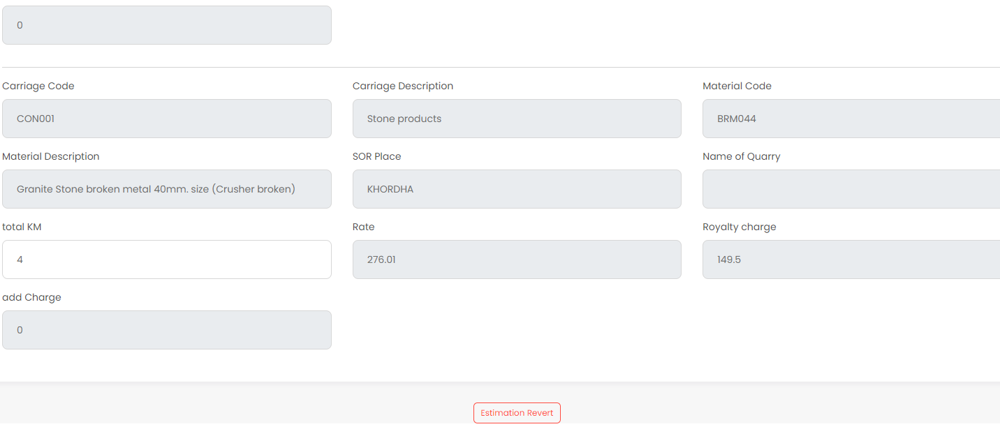 0
Carriage Code Carriage Description Material Code
CON001 Stone products BRM044
Material Description SOR Place Name of Quarry
Granite Stone broken metal 40mm. size (Crusher broken) KHORDHA
total KM Rate Royalty charge
4 276.01 149.5
add Charge
0
Estimation Revert